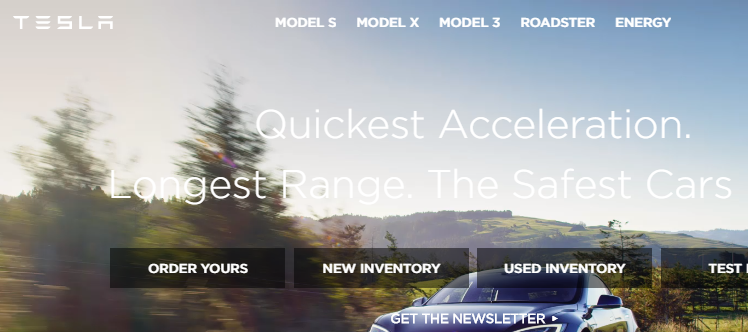 TESLA MODEL S MODEL X MODEL 3 ROADSTER ENERGY
Quickest Acceleration.
Longest Range. The Safest Cars
ORDER YOURS NEW INVENTORY USED INVENTORY TEST
GET THE NEWSLETTER ▸